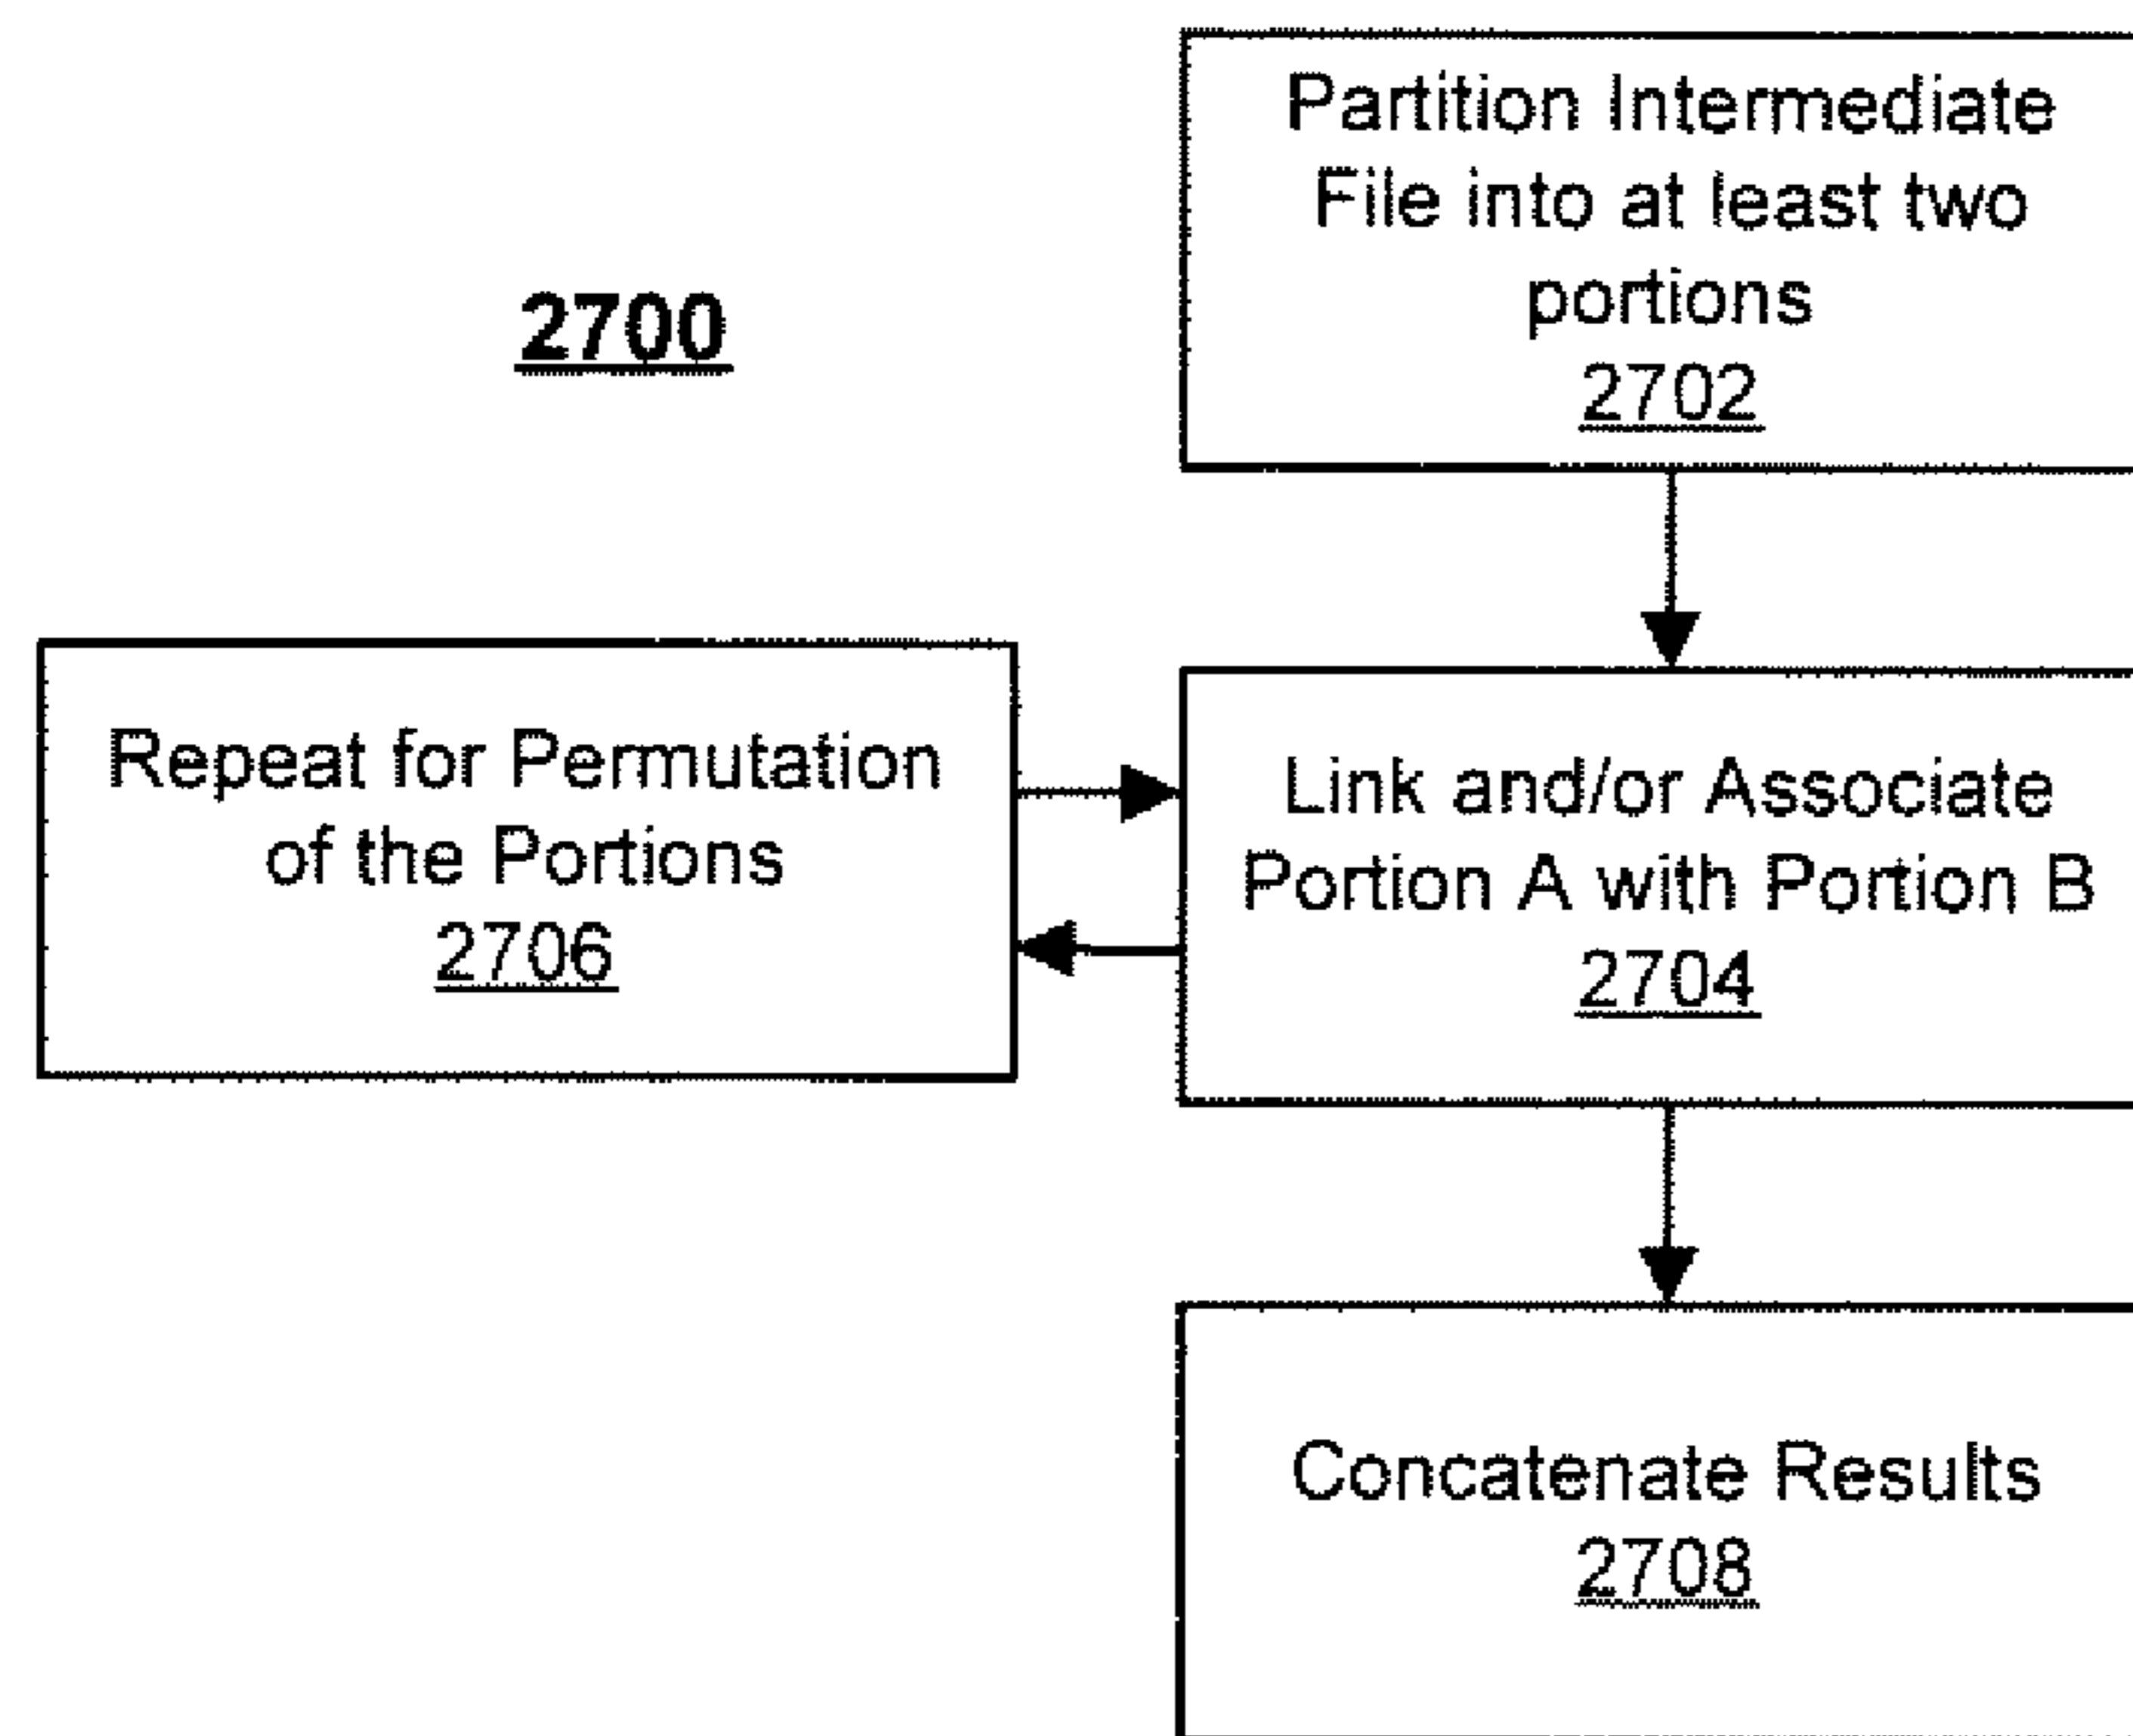 Partition Intermediate
File into at least two
portions
2702
2700
Repeat for Permutation
of the Portions
2706
Link and/or Associate
Portion A with Portion B
2704
Concatenate Results
2708